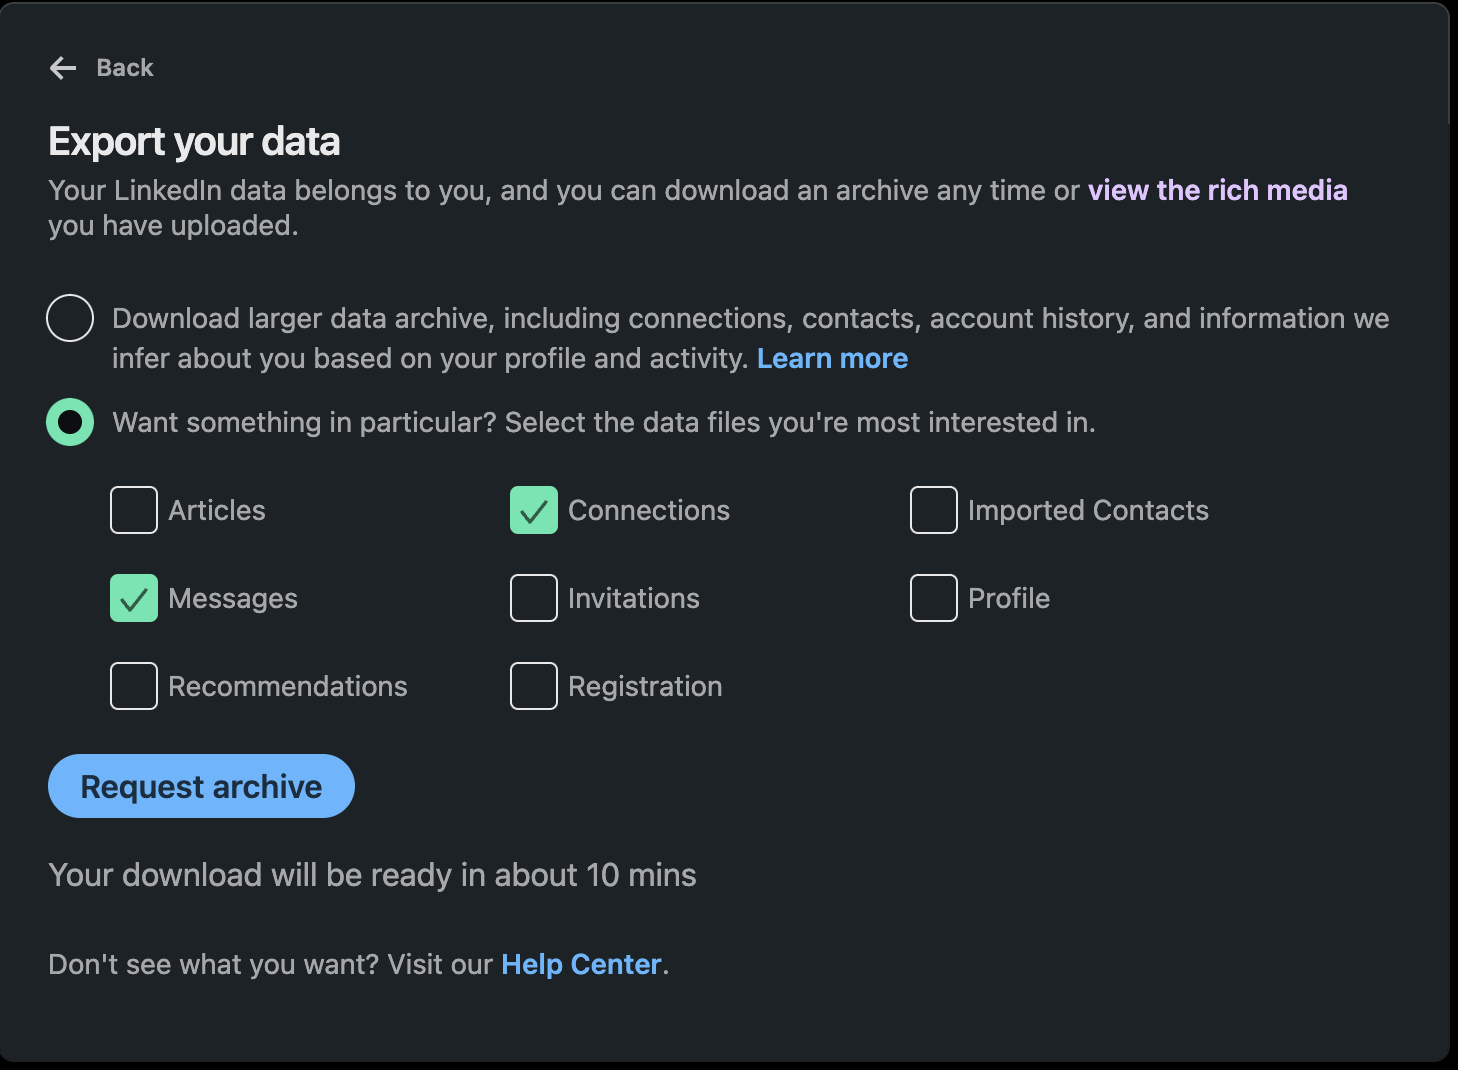 Back
Export your data
Your LinkedIn data belongs to you, and you can download an archive any time or view the rich media
you have uploaded.
Download larger data archive, including connections, contacts, account history, and information we
infer about you based on your profile and activity. Learn more
Want something in particular? Select the data files you're most interested in.
Articles Connections Imported Contacts
Messages Invitations Profile
Recommendations Registration
Request archive
Your download will be ready in about 10 mins
Don't see what you want? Visit our Help Center.